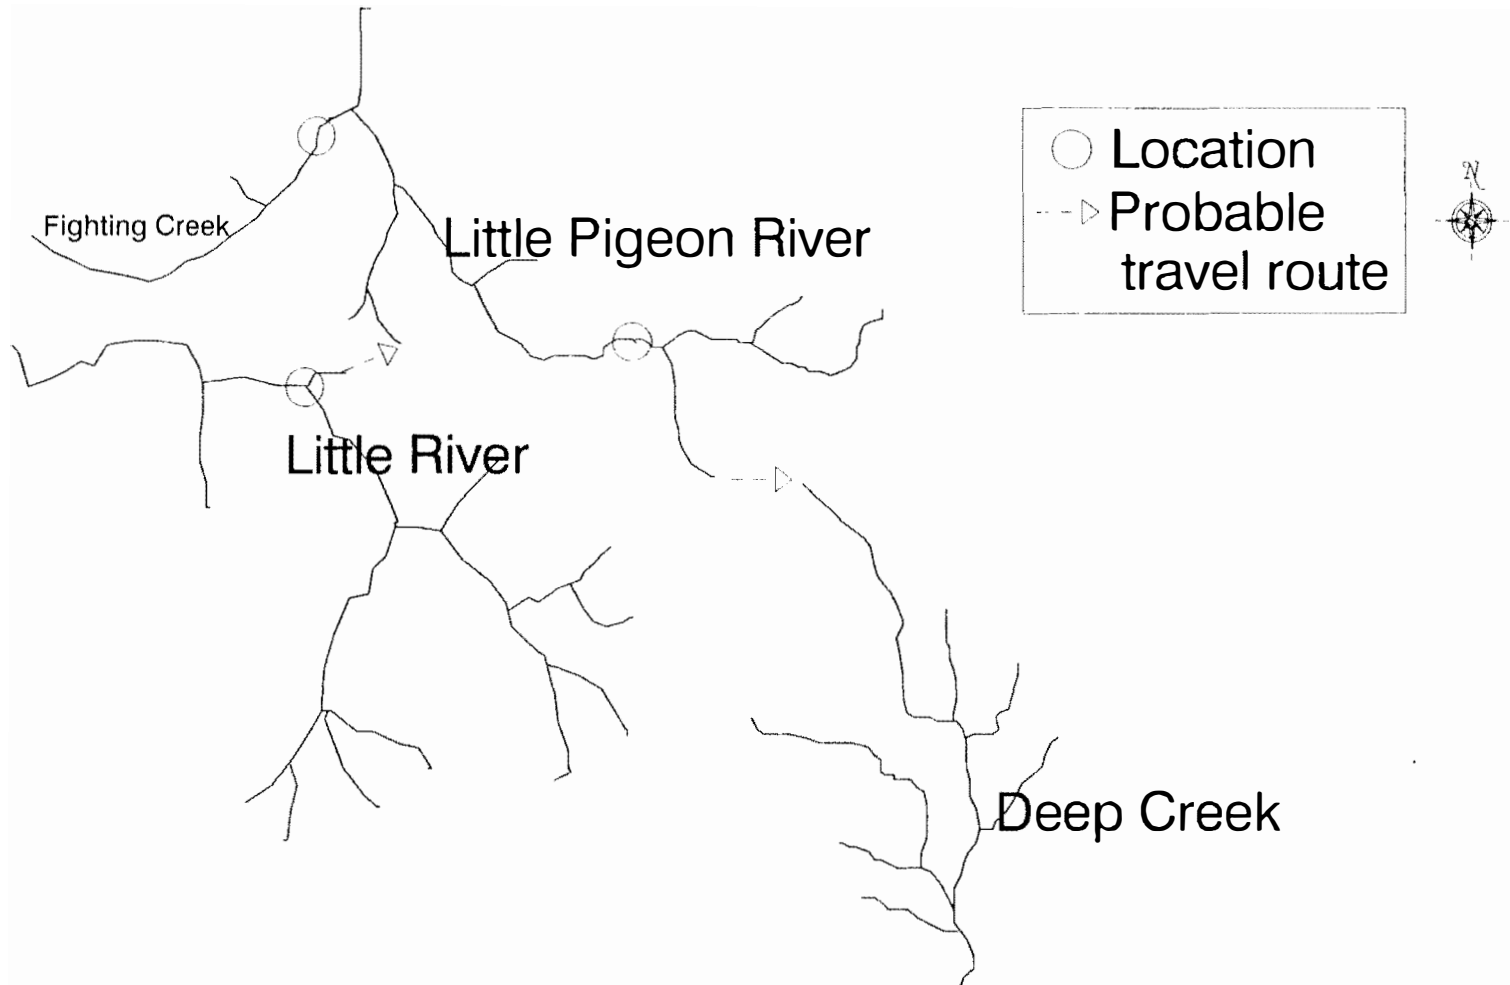 Location
N
Probable
travel route
Fighting Creek
Little Pigeon River
Little River
Deep Creek